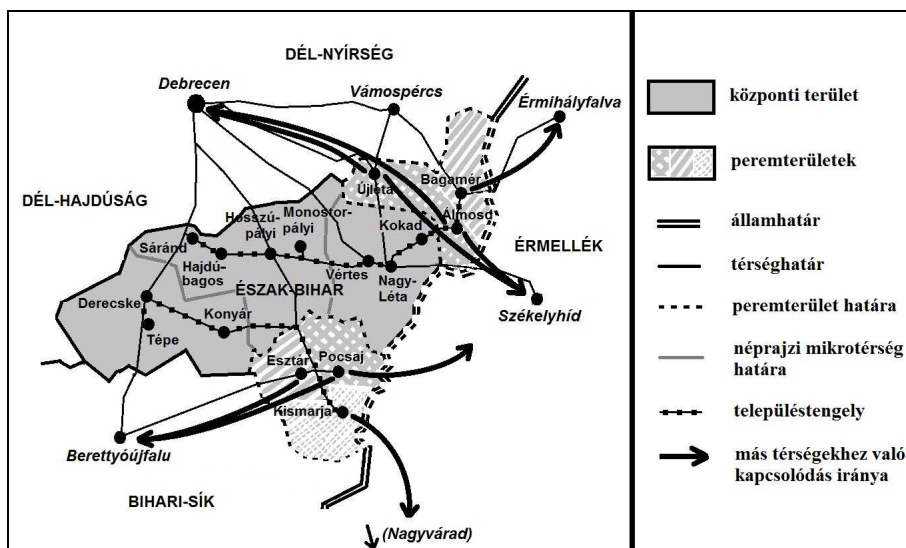 DÉL-NYÍRSÉG
Debrecen
Vámospércs
Érmihályfalva
Újléta
Bagamér
DÉL-HAJDÚSÁG
Álmosd
Hosszú-
pályi
Monostor-
pályi
Kokad
Sáránd
ÉRMELLÉK
Hajdú-
bagos
Vértes
Nagy-
Léta
ÉSZAK-BIHAR
Derecske
Székelyhíd
Konyár
Tépe
Esztár
Pocsaj
Kismarja
Berettyóújfalu
BIHARI-SÍK
(Nagyvárad)
központi terület
peremterületek
államhatár
térséghatár
peremterület határa
néprajzi mikrotérség
határa
településtengely
más térségekhez való
kapcsolódás iránya